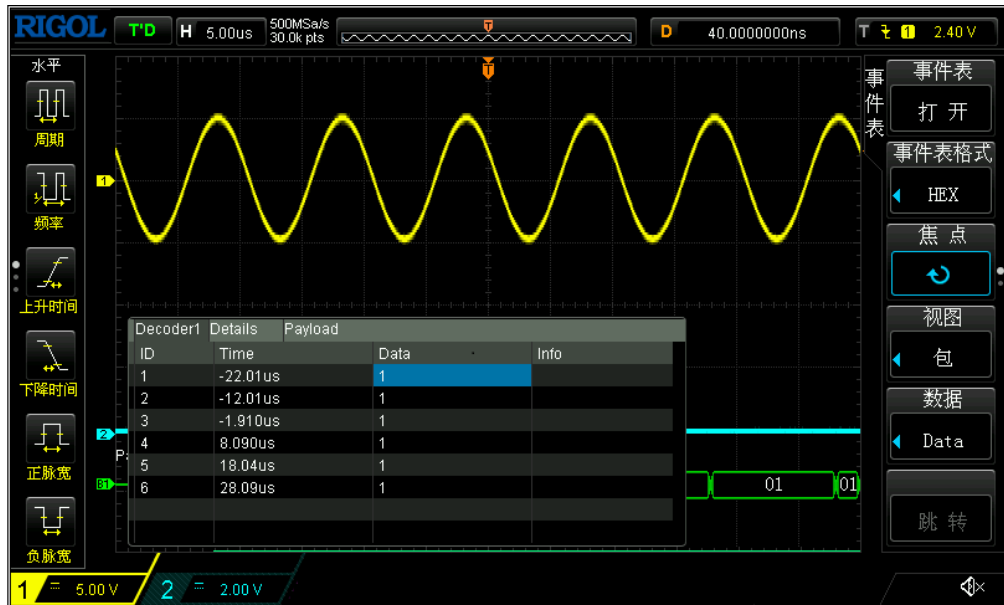 RIGOL T'D H 5.00us 500MSa/s 30.0k pts T D 40.0000000ns T 1 2.40 V
水平
周期
频率
上升时间
下降时间
正脉宽
负脉宽
T
1
2
B1
Decoder1 Details Payload
ID Time Data Info
1 -22.01us 1
2 -12.01us 1
3 -1.910us 1
4 8.090us 1
5 18.04us 1
6 28.09us 1
01 01
事件表
事件表
打 开
事件表格式
HEX
焦 点
视图
包
数据
Data
跳 转
1 5.00 V 2 2.00 V